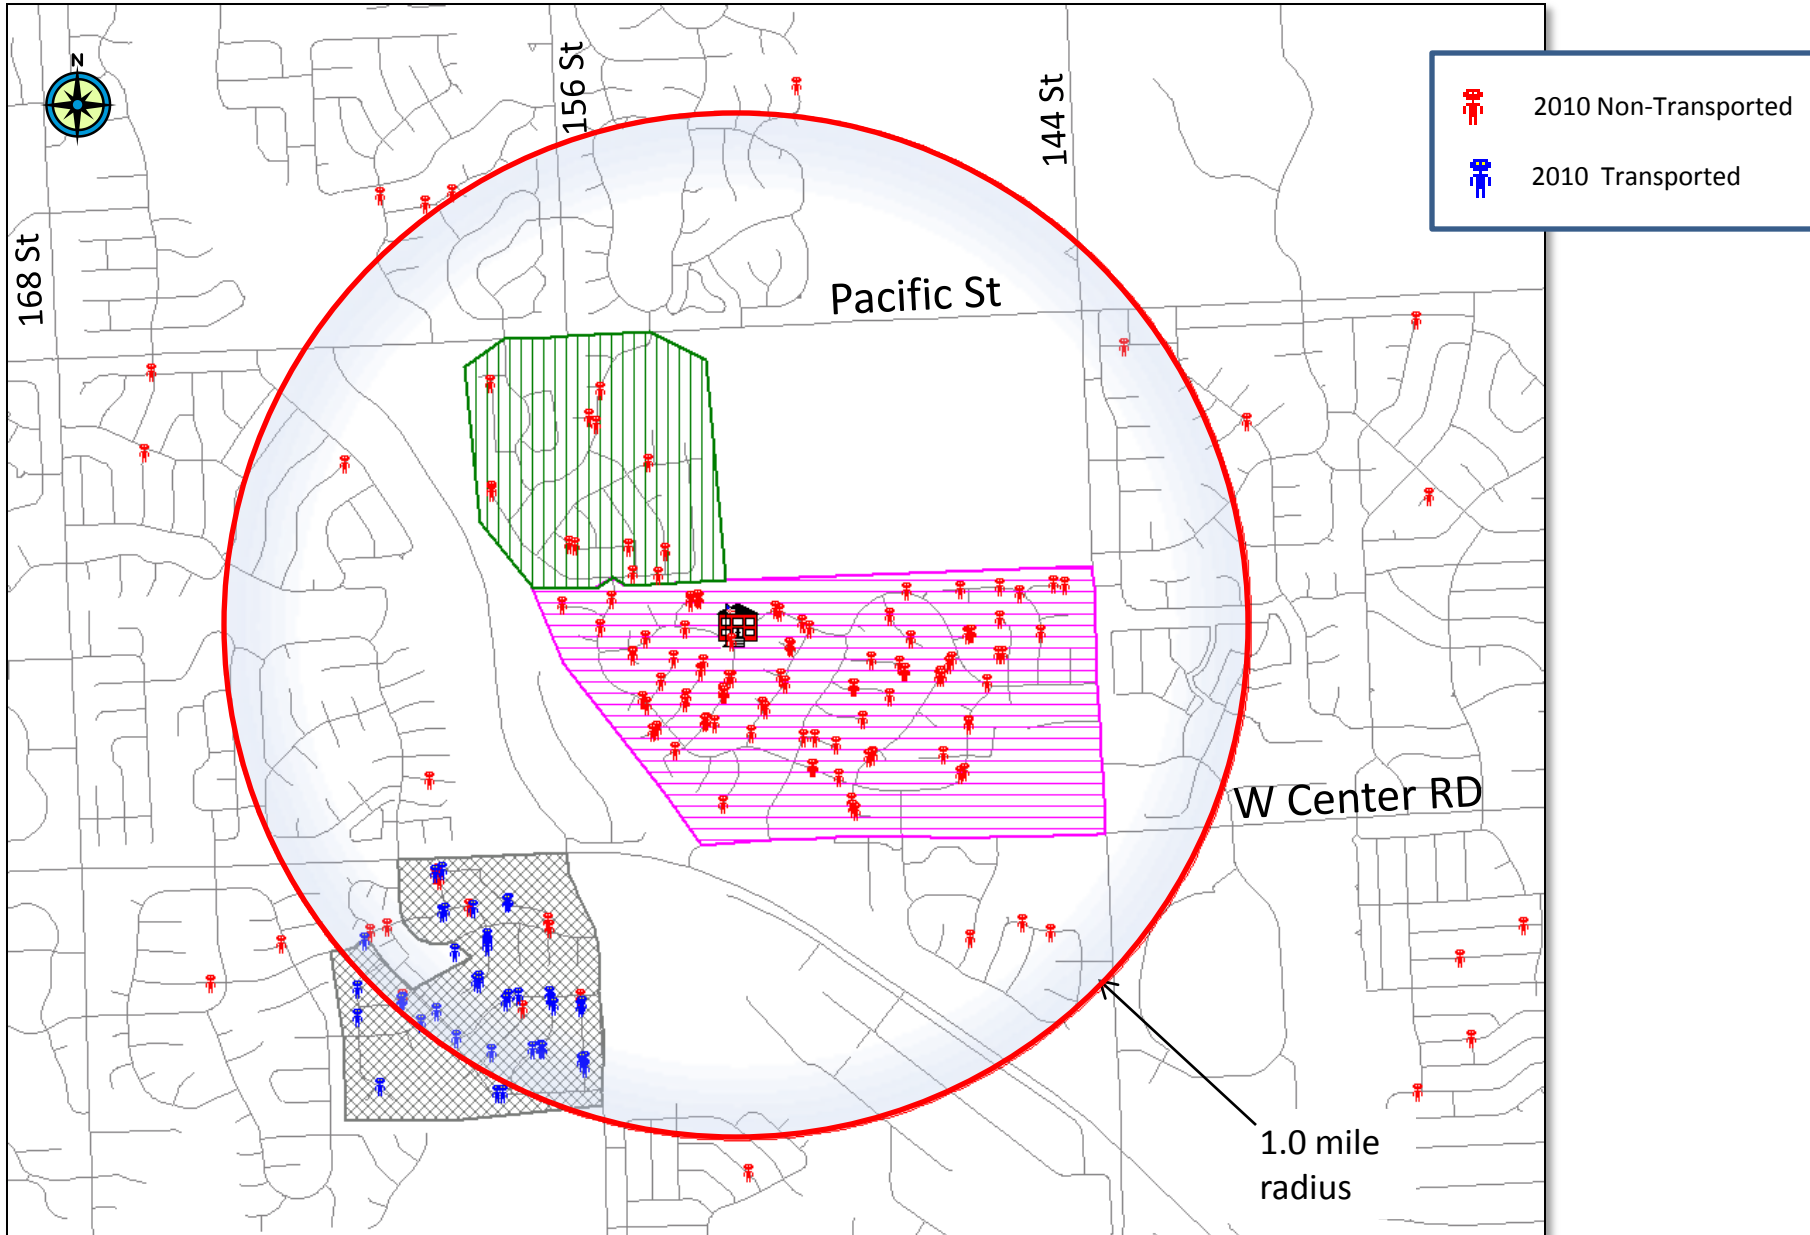 N
156 St
144 St
168 St
2010 Non-Transported
2010 Transported
Pacific St
W Center RD
1.0 mile
radius